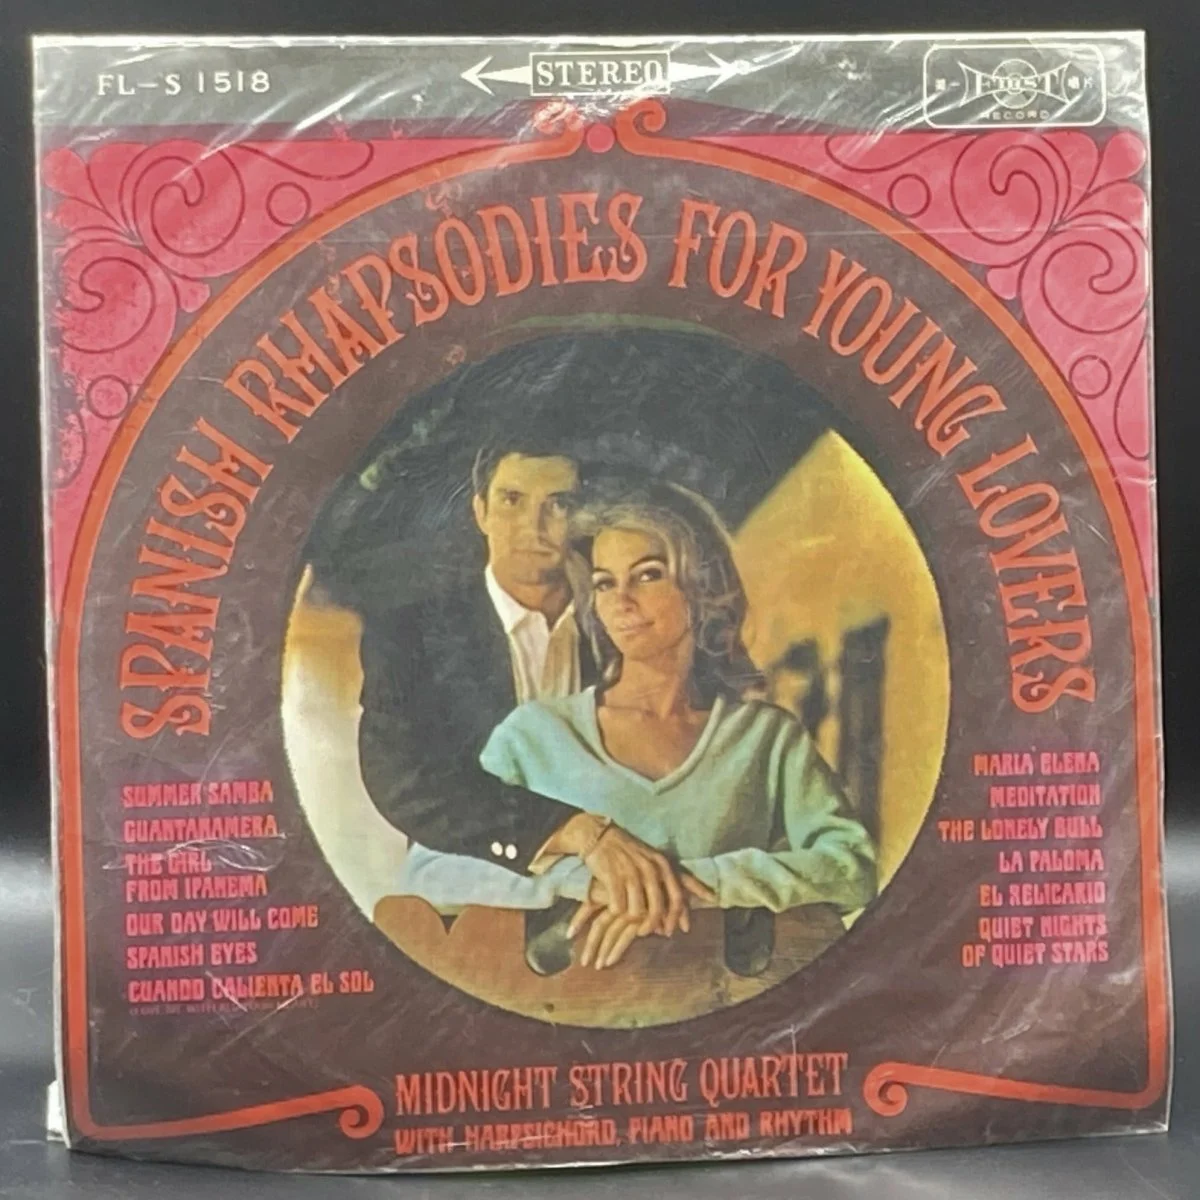 FL-S 1518
STEREO
FIRST
RECORD
SPANISH RHAPSODIES FOR YOUNG LOVERS
SUMMER SAMBA
GUANTANAMERA
THE GIRL
FROM IPANEMA
OUR DAY WILL COME
SPANISH EYES
CUANDO CALIENTA EL SOL
MARIA ELENA
MEDITATION
THE LONELY BULL
LA PALOMA
EL RELICARIO
QUIET NIGHTS
OF QUIET STARS
MIDNIGHT STRING QUARTET
WITH HARPSICHORD, PIANO AND RHYTHM